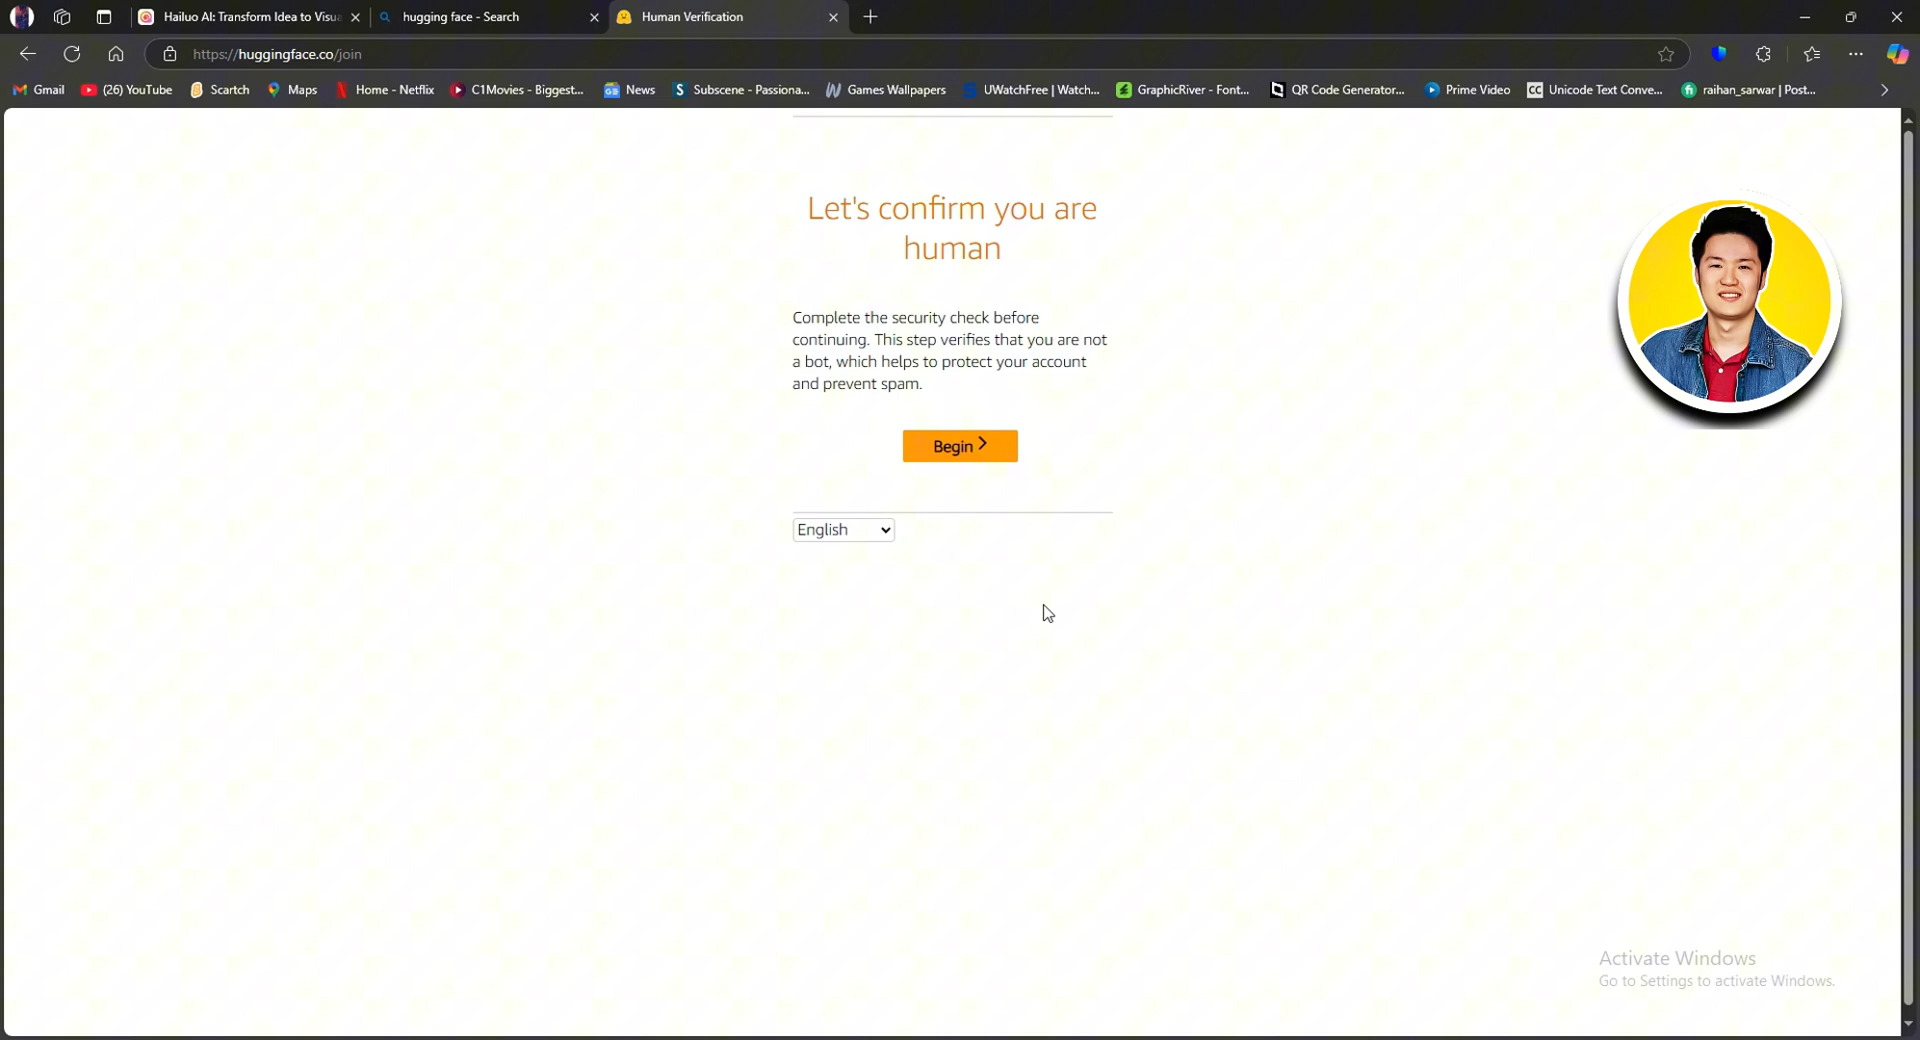 Hailuo AI: Transform Idea to Visu
hugging face - Search
Human Verification
https://huggingface.co/join
Gmail
(26) YouTube
Scartch
Maps
Home - Netflix
C1Movies - Biggest...
News
Subscene - Passiona...
Games Wallpapers
UWatchFree | Watch...
GraphicRiver - Font...
QR Code Generator...
Prime Video
Unicode Text Conve...
raihan_sarwar | Post...
Let's confirm you are
human
Complete the security check before
continuing. This step verifies that you are not
a bot, which helps to protect your account
and prevent spam.
Begin >
English
Activate Windows
Go to Settings to activate Windows.